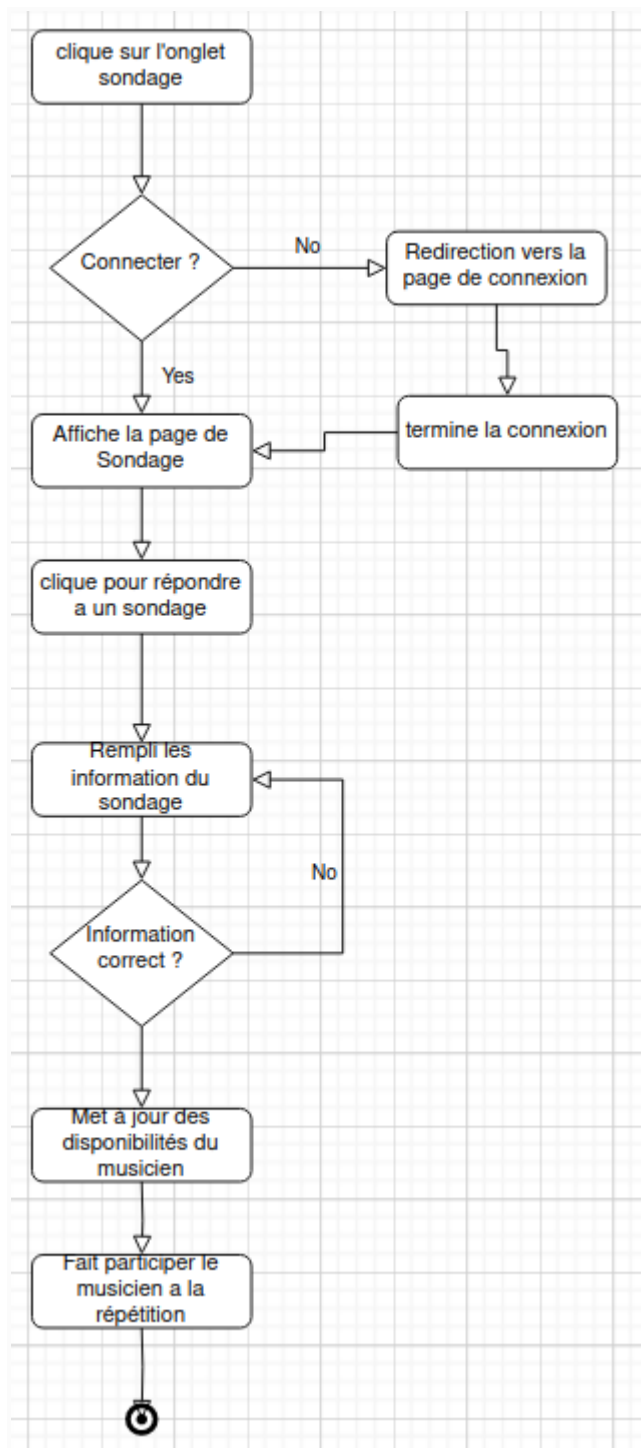 clique sur l'onglet
sondage
Connecter ?
No
Redirection vers la
page de connexion
Yes
Affiche la page de
Sondage
termine la connexion
clique pour répondre
a un sondage
Rempli les
information du
sondage
No
Information
correct ?
Met à jour des
disponibilités du
musicien
Fait participer le
musicien a la
répétition